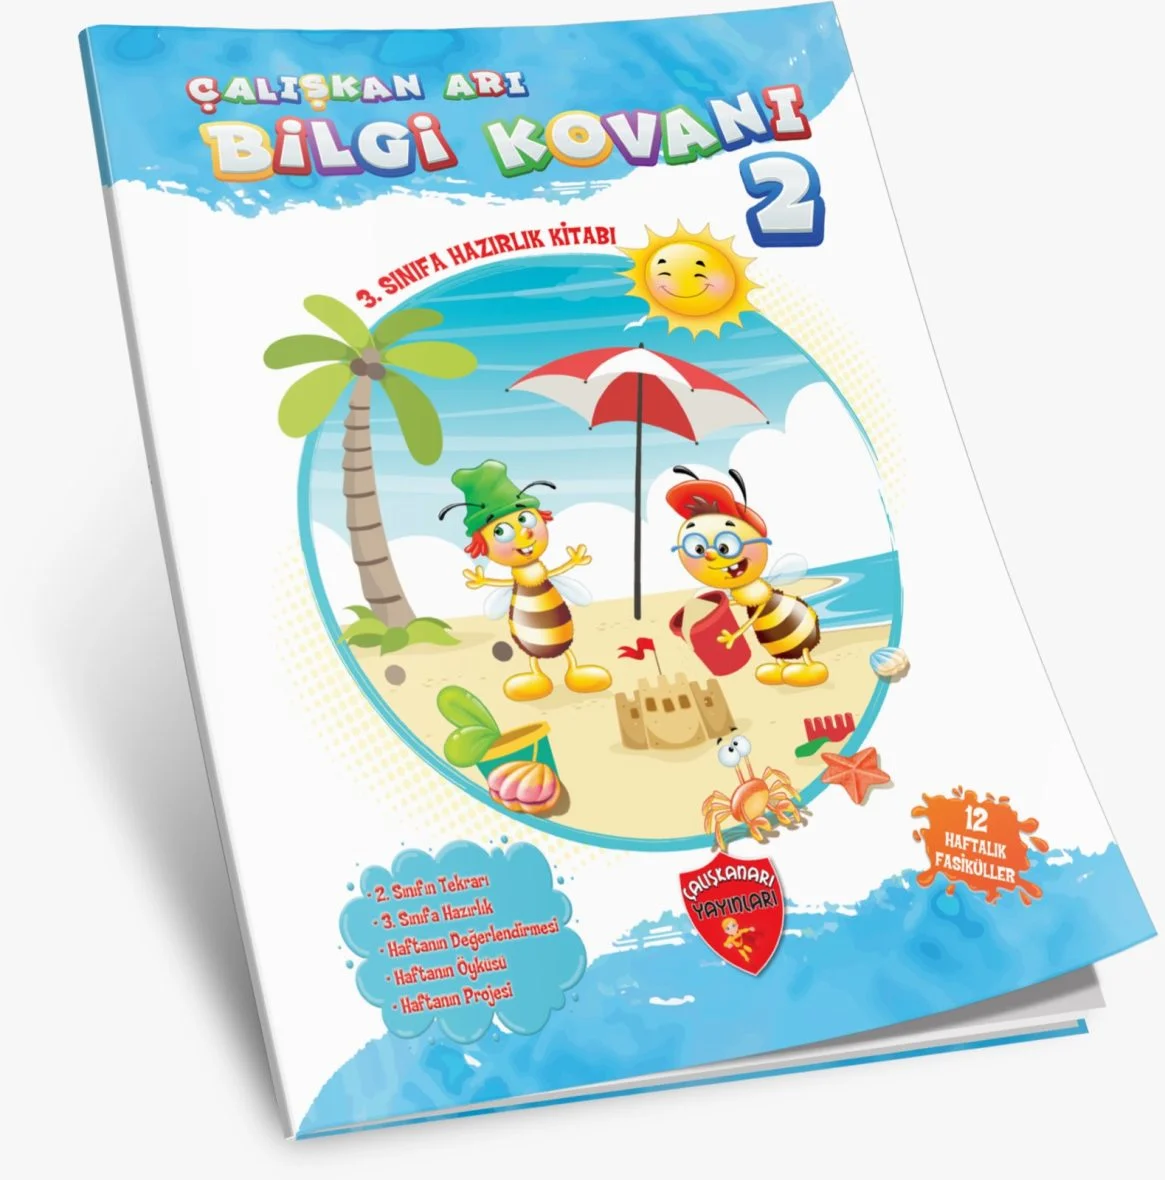 ÇALIŞKAN ARI
BİLGİ KOVANI
2
3. SINIFA HAZIRLIK KİTABI
12
HAFTALIK
FASİKÜLLER
• 2. Sınıfın Tekrarı
• 3. Sınıfa Hazırlık
• Haftanın Değerlendirmesi
• Haftanın Öyküsü
• Haftanın Projesi
ÇALIŞKANARI
YAYINLARI